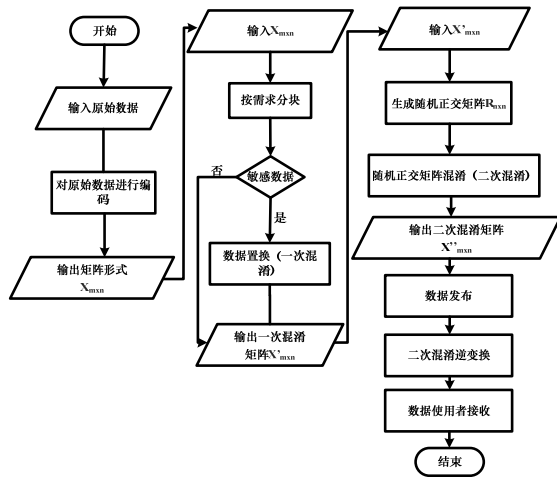 开始
输入原始数据
对原始数据进行编
码
输出矩阵形式
Xmxn
输入Xmxn
按需求分块
敏感数据
否
是
数据置换（一次混
淆）
输出一次混淆
矩阵X'mxn
输入X'mxn
生成随机正交矩阵Rnxn
随机正交矩阵混淆（二次混淆）
输出二次混淆矩阵
X''mxn
数据发布
二次混淆逆变换
数据使用者接收
结束